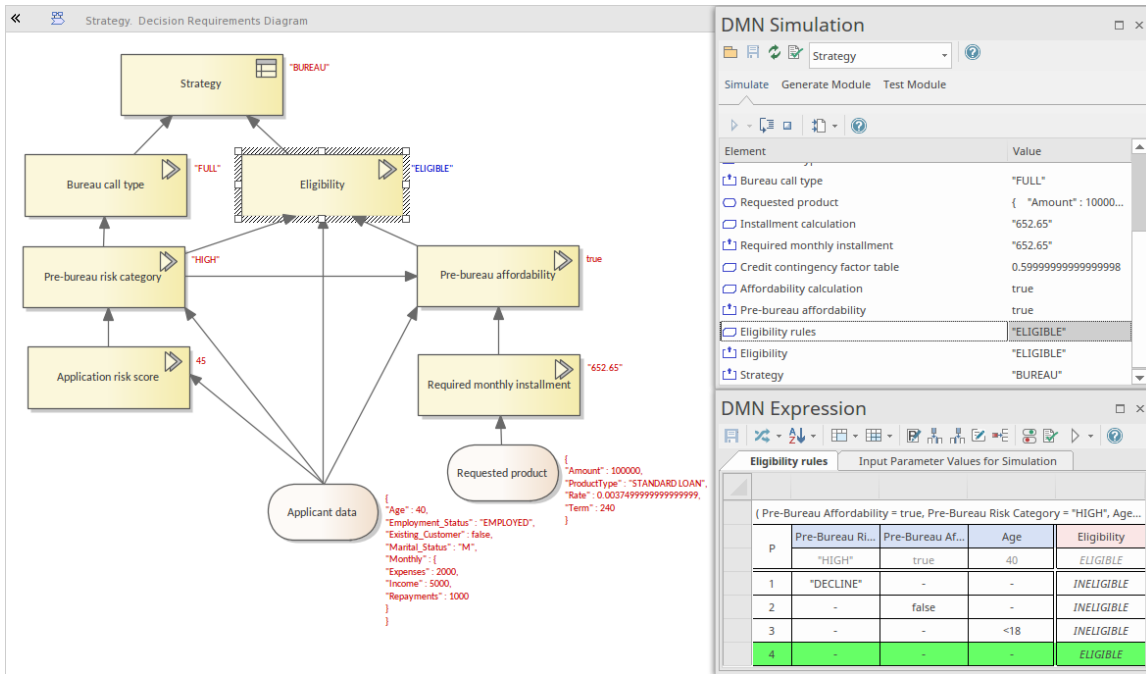 « Strategy. Decision Requirements Diagram
Strategy
"BUREAU"
Bureau call type
"FULL"
Eligibility
"ELIGIBLE"
Pre-bureau risk category
"HIGH"
Pre-bureau affordability
true
Application risk score
45
Required monthly installment
"652.65"
Requested product
{
"Amount" : 100000,
"ProductType" : "STANDARD LOAN",
"Rate" : 0.0037499999999999999,
"Term" : 240
}
Applicant data
{
"Age" : 40,
"Employment_Status" : "EMPLOYED",
"Existing_Customer" : false,
"Marital_Status" : "M",
"Monthly" : {
"Expenses" : 2000,
"Income" : 5000,
"Repayments" : 1000
}
}
DMN Simulation
Strategy
Simulate Generate Module Test Module
Element Value
Bureau call type "FULL"
Requested product { "Amount" : 10000...
Installment calculation "652.65"
Required monthly installment "652.65"
Credit contingency factor table 0.59999999999999998
Affordability calculation true
Pre-bureau affordability true
Eligibility rules "ELIGIBLE"
Eligibility "ELIGIBLE"
Strategy "BUREAU"
DMN Expression
Eligibility rules Input Parameter Values for Simulation
( Pre-Bureau Affordability = true, Pre-Bureau Risk Category = "HIGH", Age...
P Pre-Bureau Ri... Pre-Bureau Af... Age Eligibility
"HIGH" true 40 ELIGIBLE
1 "DECLINE" - - INELIGIBLE
2 - false - INELIGIBLE
3 - - <18 INELIGIBLE
4 - - - ELIGIBLE